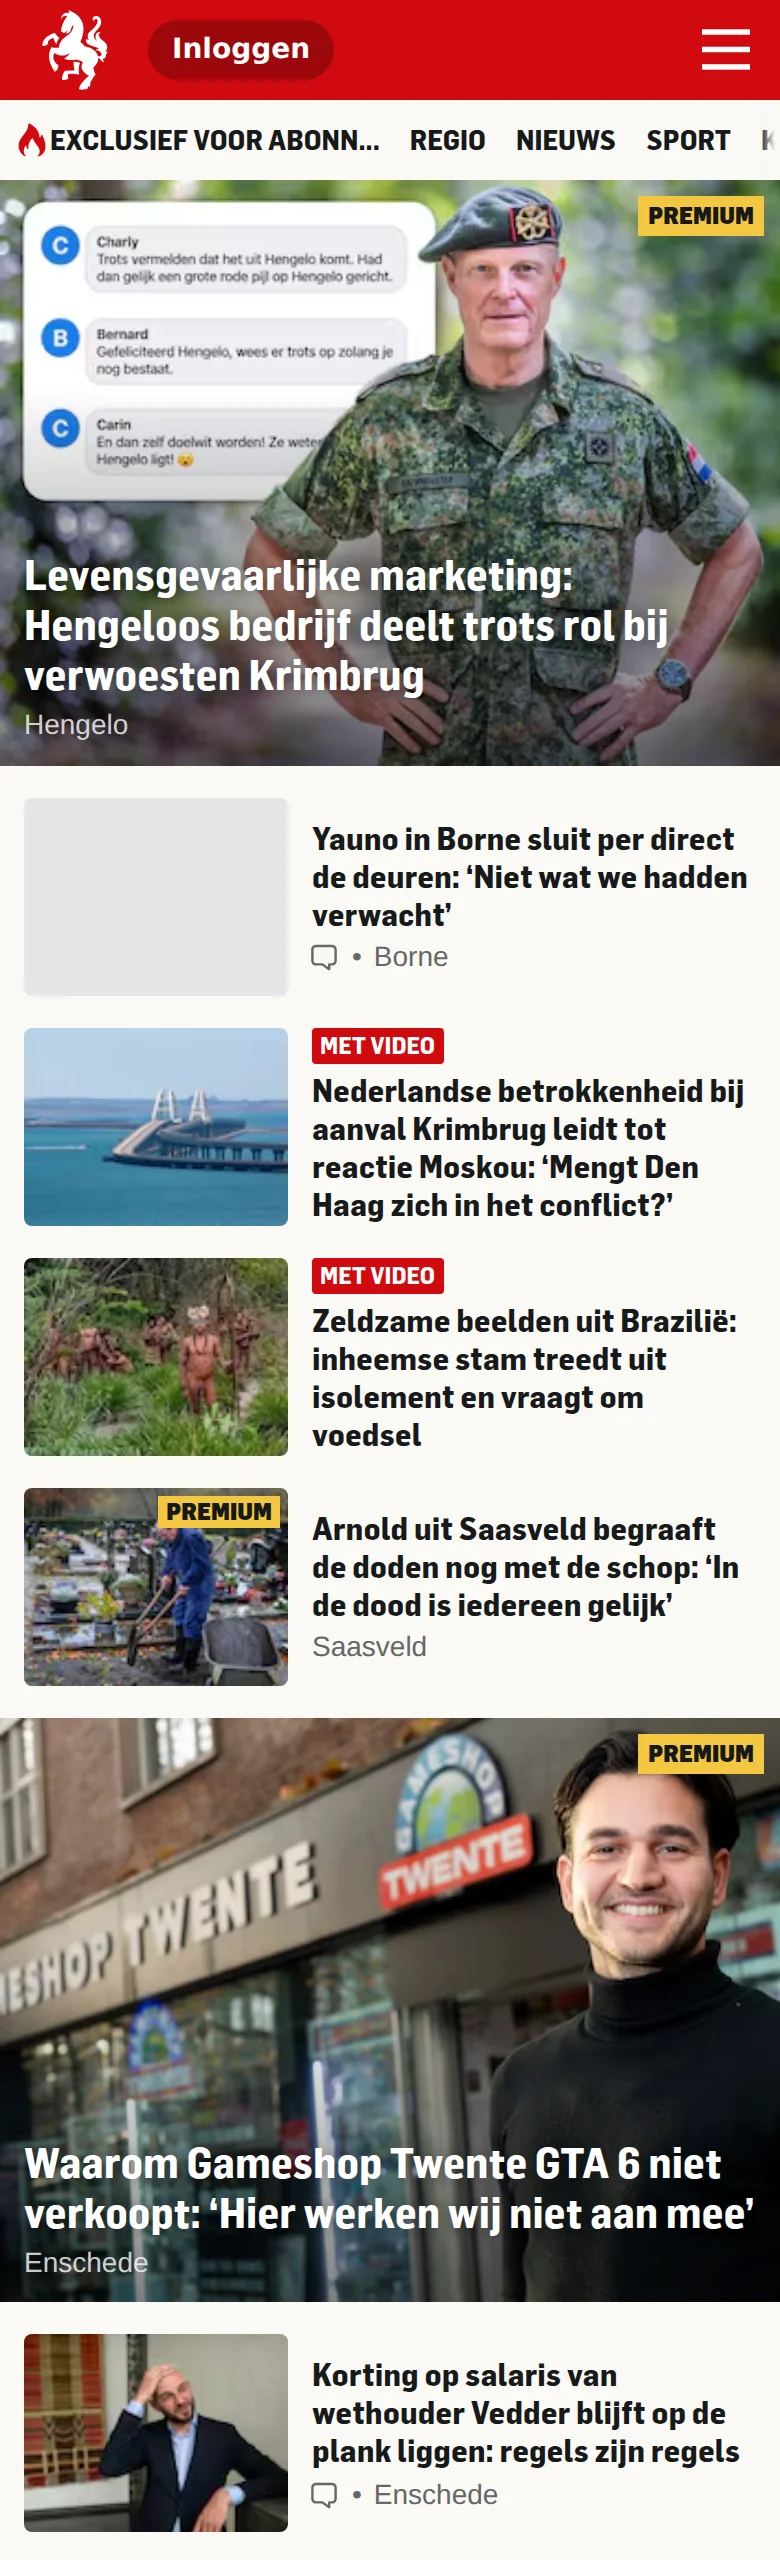 Inloggen
EXCLUSIEF VOOR ABONN... REGIO NIEUWS SPORT K
PREMIUM
C Charly
Trots vermelden dat het uit Hengelo komt. Had
dan gelijk een grote rode pijl op Hengelo gericht.
B Bernard
Gefeliciteerd Hengelo, wees er trots op zolang je
nog bestaat.
C Carin
En dan zelf doelwit worden! Ze weten
Hengelo ligt! 😲
Levensgevaarlijke marketing:
Hengeloos bedrijf deelt trots rol bij
verwoesten Krimbrug
Hengelo
Yauno in Borne sluit per direct
de deuren: ‘Niet wat we hadden
verwacht’
• Borne
MET VIDEO
Nederlandse betrokkenheid bij
aanval Krimbrug leidt tot
reactie Moskou: ‘Mengt Den
Haag zich in het conflict?’
MET VIDEO
Zeldzame beelden uit Brazilië:
inheemse stam treedt uit
isolement en vraagt om
voedsel
PREMIUM
Arnold uit Saasveld begraaft
de doden nog met de schop: ‘In
de dood is iedereen gelijk’
Saasveld
PREMIUM
GAMESHOP
TWENTE
ESHOP TWENTE
Waarom Gameshop Twente GTA 6 niet
verkoopt: ‘Hier werken wij niet aan mee’
Enschede
Korting op salaris van
wethouder Vedder blijft op de
plank liggen: regels zijn regels
• Enschede